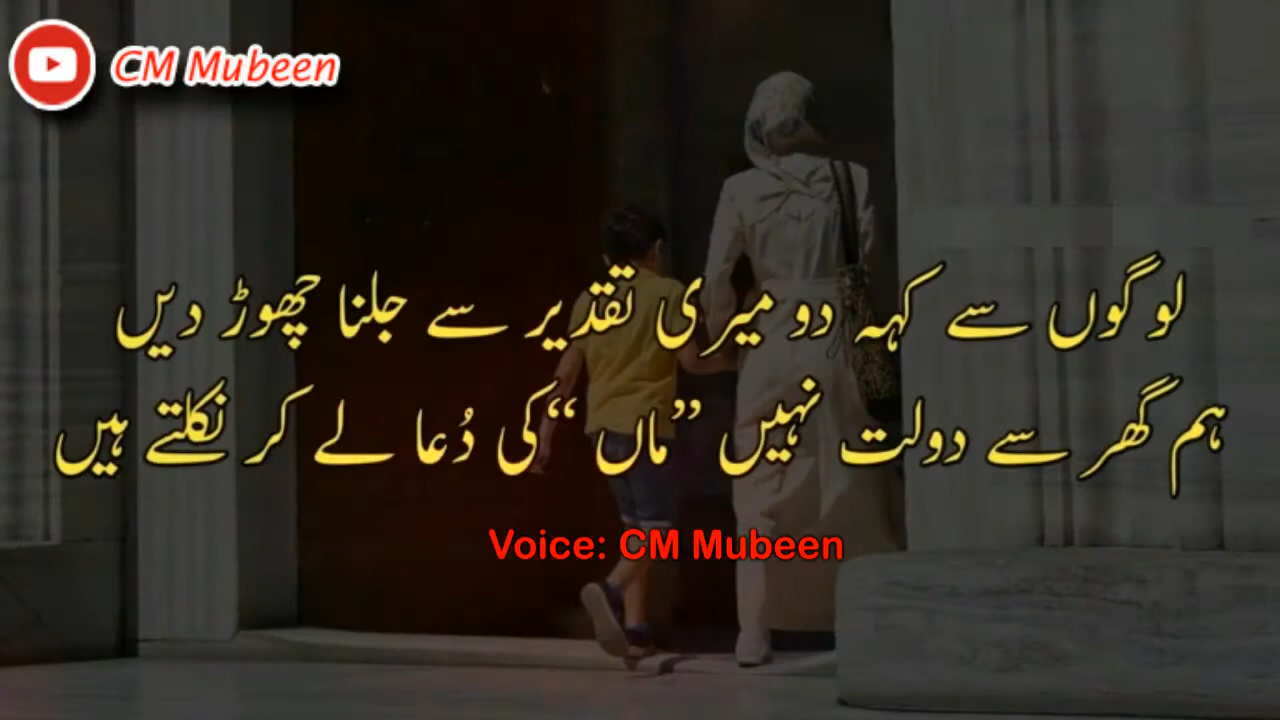 CM Mubeen
لوگوں سے کہہ دو میری تقدیر سے جلنا چھوڑ دیں
ہم گھر سے دولت نہیں ”ماں“ کی دُعا لے کر نکلتے ہیں
Voice: CM Mubeen